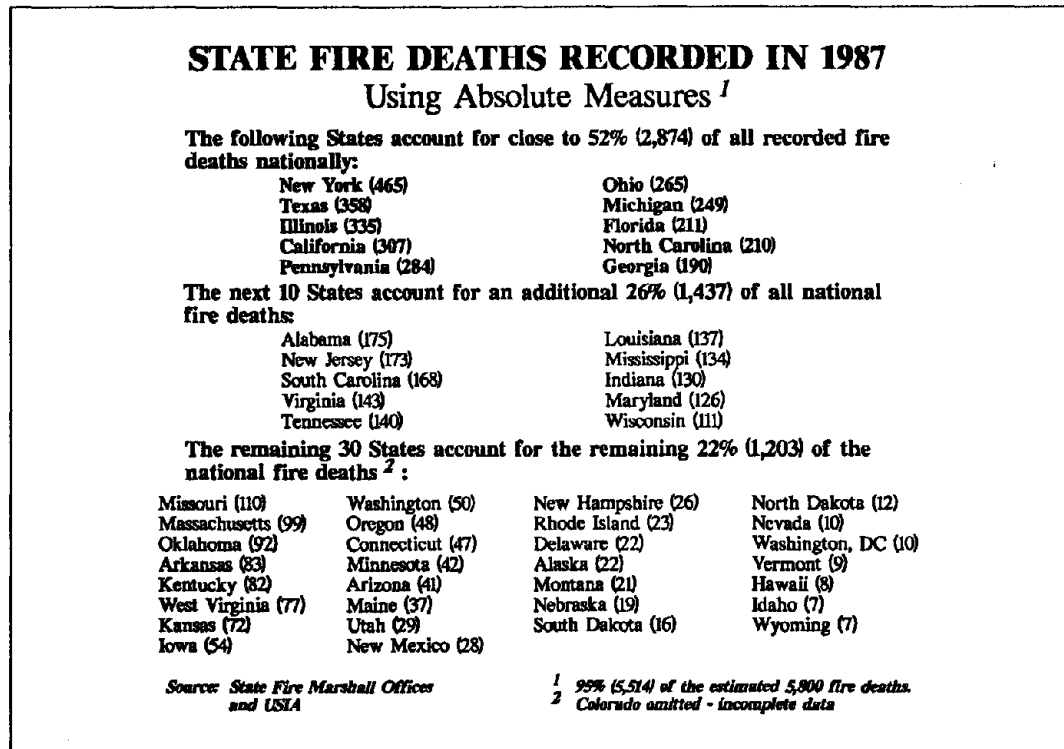 STATE FIRE DEATHS RECORDED IN 1987
Using Absolute Measures 1
The following States account for close to 52% (2,874) of all recorded fire
deaths nationally:
New York (465)
Texas (358)
Illinois (335)
California (307)
Pennsylvania (284)
Ohio (265)
Michigan (249)
Florida (211)
North Carolina (210)
Georgia (190)
The next 10 States account for an additional 26% (1,437) of all national
fire deaths:
Alabama (175)
New Jersey (173)
South Carolina (168)
Virginia (143)
Tennessee (140)
Louisiana (137)
Mississippi (134)
Indiana (130)
Maryland (126)
Wisconsin (111)
The remaining 30 States account for the remaining 22% (1,203) of the
national fire deaths 2 :
Missouri (110)
Massachusetts (99)
Oklahoma (92)
Arkansas (83)
Kentucky (82)
West Virginia (77)
Kansas (72)
Iowa (54)
Washington (50)
Oregon (48)
Connecticut (47)
Minnesota (42)
Arizona (41)
Maine (37)
Utah (29)
New Mexico (28)
New Hampshire (26)
Rhode Island (23)
Delaware (22)
Alaska (22)
Montana (21)
Nebraska (19)
South Dakota (16)
North Dakota (12)
Nevada (10)
Washington, DC (10)
Vermont (9)
Hawaii (8)
Idaho (7)
Wyoming (7)
Source: State Fire Marshall Offices
and USIA
1 95% (5,514) of the estimated 5,800 fire deaths.
2 Colorado omitted - incomplete data